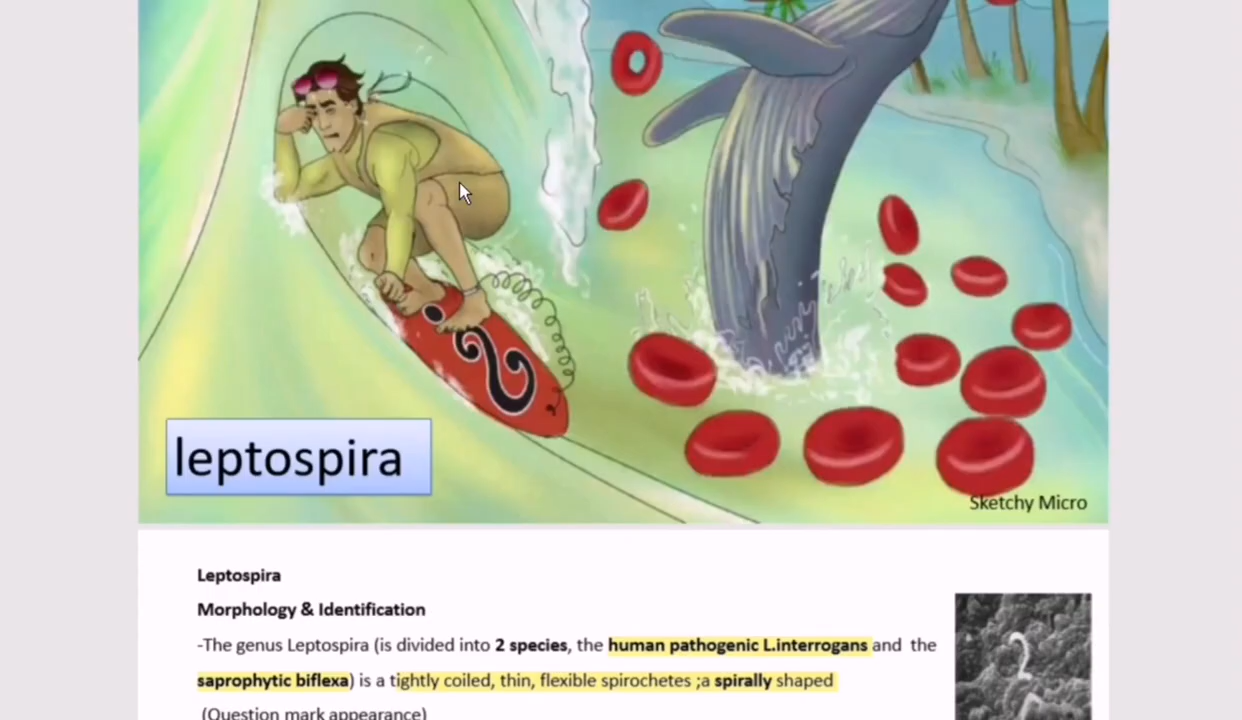 leptospira
Sketchy Micro
Leptospira
Morphology & Identification
-The genus Leptospira (is divided into 2 species, the human pathogenic L.interrogans and the
saprophytic biflexa) is a tightly coiled, thin, flexible spirochetes ;a spirally shaped
(Question mark appearance)